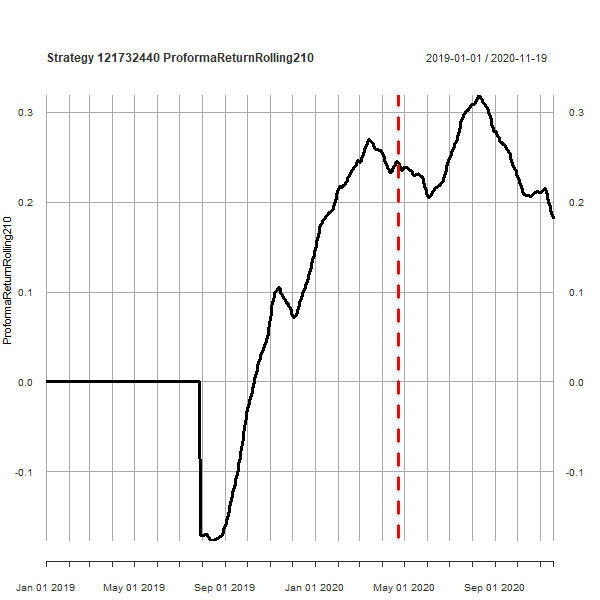 Strategy 121732440 ProformaReturnRolling210
2019-01-01 / 2020-11-19
ProformaReturnRolling210
0.3
0.3
0.2
0.2
0.1
0.1
0.0
0.0
-0.1
-0.1
Jan 01 2019
May 01 2019
Sep 01 2019
Jan 01 2020
May 01 2020
Sep 01 2020